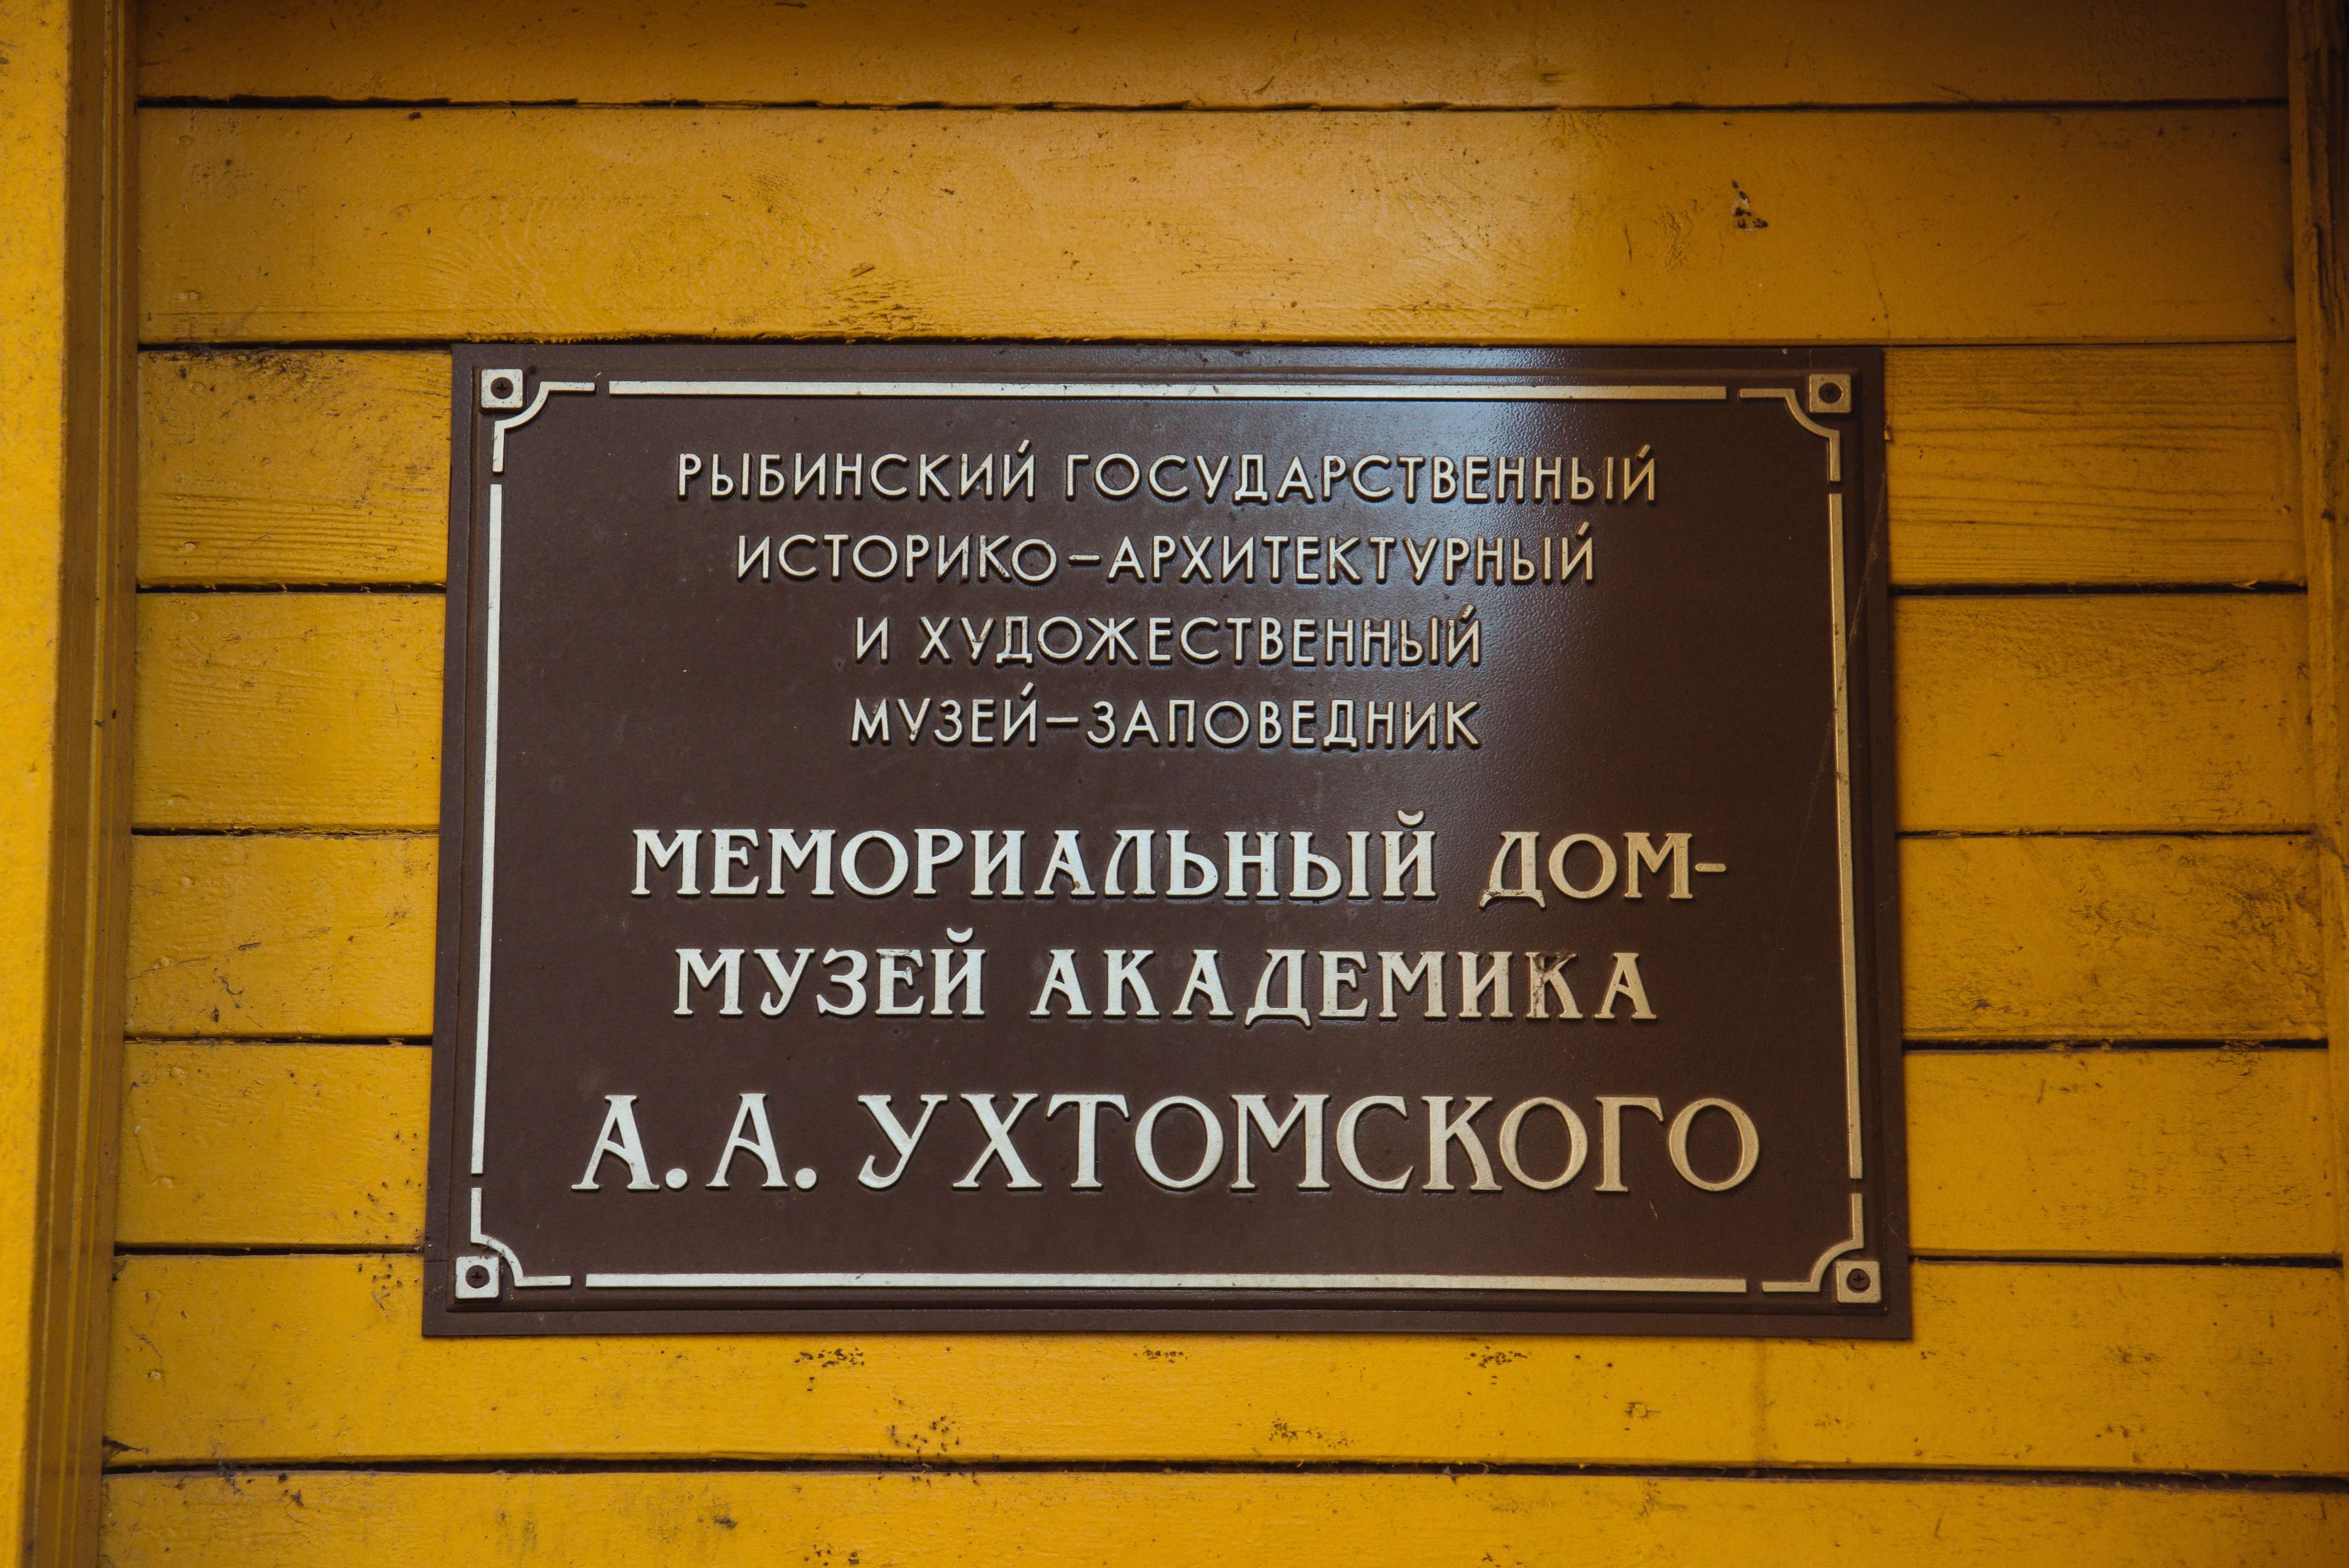 РЫБИНСКИЙ ГОСУДАРСТВЕННЫЙ
ИСТОРИКО-АРХИТЕКТУРНЫЙ
И ХУДОЖЕСТВЕННЫЙ
МУЗЕЙ-ЗАПОВЕДНИК
МЕМОРИАЛЬНЫЙ ДОМ-
МУЗЕЙ АКАДЕМИКА
А.А. УХТОМСКОГО